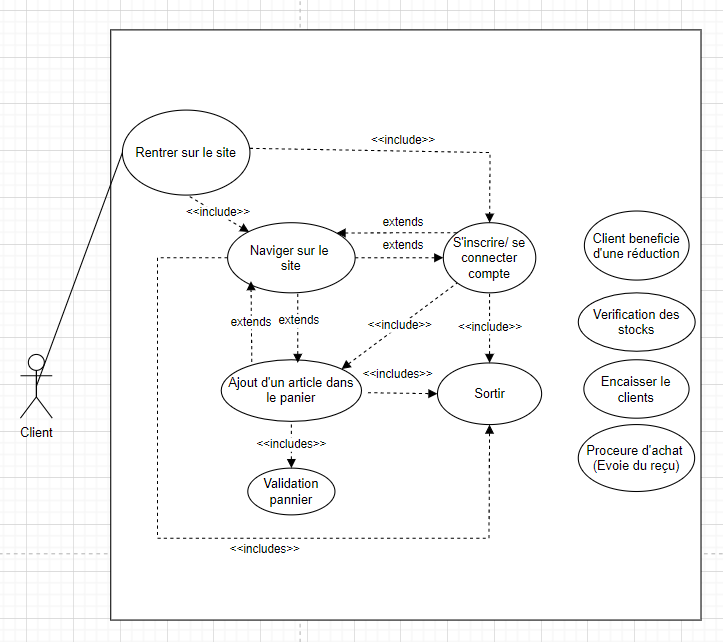 <<include>>
Rentrer sur le site
<<include>>
extends
Naviger sur le
site
extends
S'inscrire/ se
connecter
compte
Client beneficie
d'une réduction
extends
extends
<<include>>
<<include>>
Verification des
stocks
Ajout d'un article dans
le panier
<<includes>>
Sortir
Encaisser le
clients
Client
<<includes>>
Proceure d'achat
(Evoie du reçu)
Validation
pannier
<<includes>>